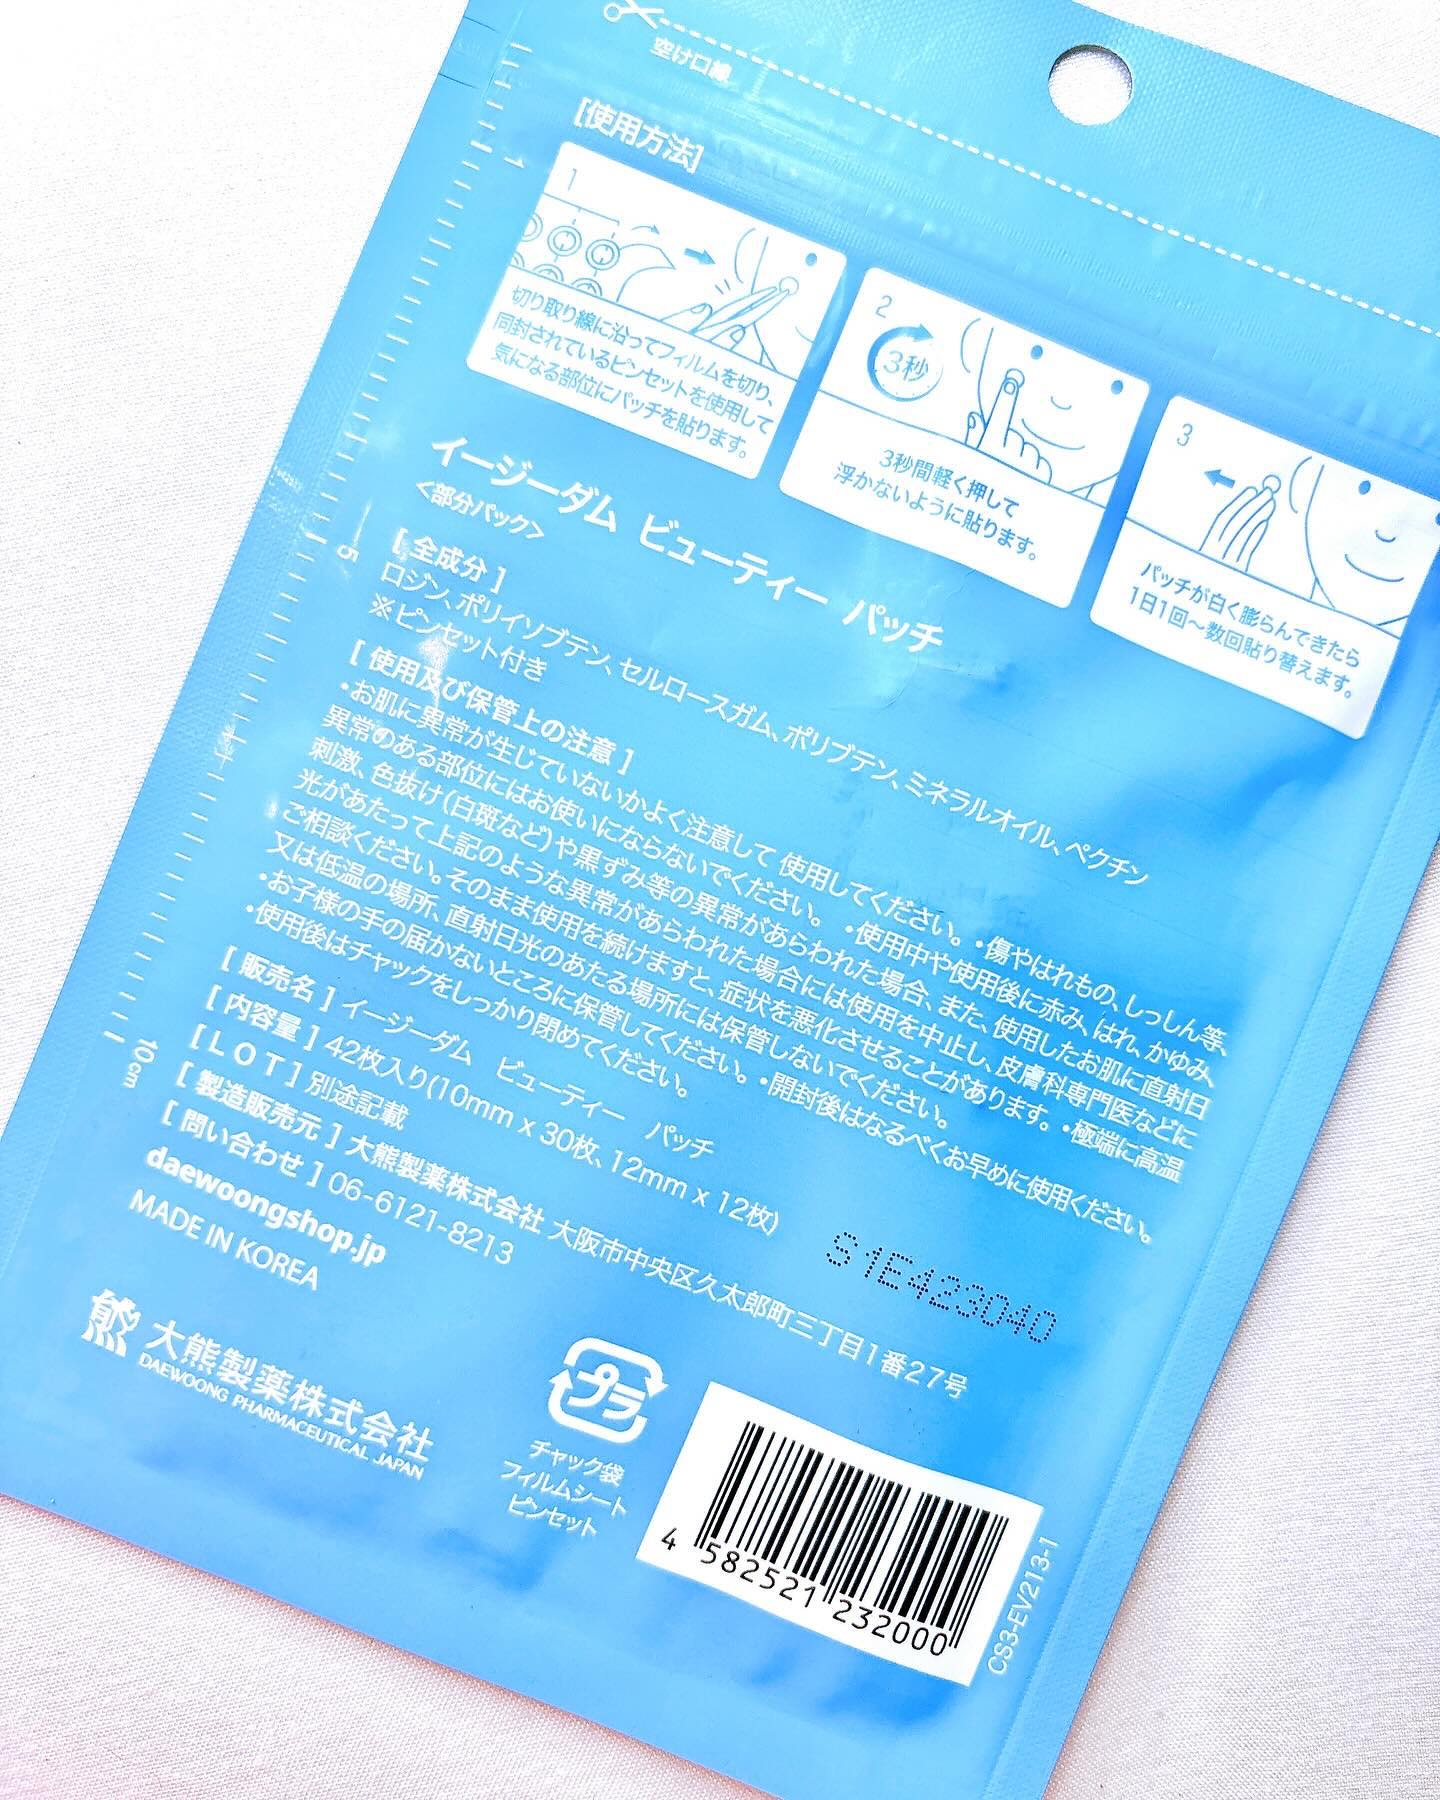 空け口線
[使用方法]
1
切り取り線に沿ってフィルムを切り、
同封されているピンセットを使用して
気になる部位にパッチを貼ります。
2
3秒
3秒間軽く押して
浮かないように貼ります。
3
パッチが白く膨らんできたら
1日1回〜数回貼り替えます。
イージーダム ビューティー パッチ
<部分パック>
[ 全成分 ]
ロジン、ポリイソブテン、セルロースガム、ポリブテン、ミネラルオイル、ペクチン
※ピンセット付き
[ 使用及び保管上の注意 ]
・お肌に異常が生じていないかよく注意して 使用してください。・傷やはれもの、しっしん等、
異常のある部位にはお使いにならないでください。 ・使用中や使用後に赤み、はれ、かゆみ、
刺激、色抜け(白斑など)や黒ずみ等の異常があらわれた場合、また、使用したお肌に直射日
光があたって上記のような異常があらわれた場合には使用を中止し、皮膚科専門医などに
ご相談ください。そのまま使用を続けますと、症状を悪化させることがあります。・極端に高温
又は低温の場所、直射日光のあたる場所には保管しないでください。
・お子様の手の届かないところに保管してください。・開封後はなるべくお早めに使用ください。
・使用後はチャックをしっかり閉めてください。
[ 販売名 ] イージーダム ビューティー パッチ
[ 内容量 ] 42枚入り(10mm x 30枚、12mm x 12枚)
[ L O T ] 別途記載
[ 製造販売元 ] 大熊製薬株式会社 大阪市中央区久太郎町三丁目1番27号
[ 問い合わせ ] 06-6121-8213
daewoongshop.jp
MADE IN KOREA
S1E423040
熊 大熊製薬株式会社
DAEWOONG PHARMACEUTICAL JAPAN
プラ
チャック袋
フィルムシート
ピンセット
4 582521 232000
CS3-EV213-1
1
5
10cm